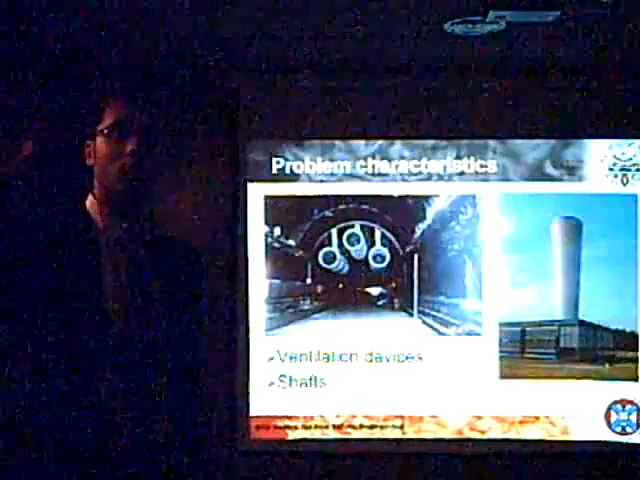 Problem characteristics
➢Ventilation devices
➢Shafts